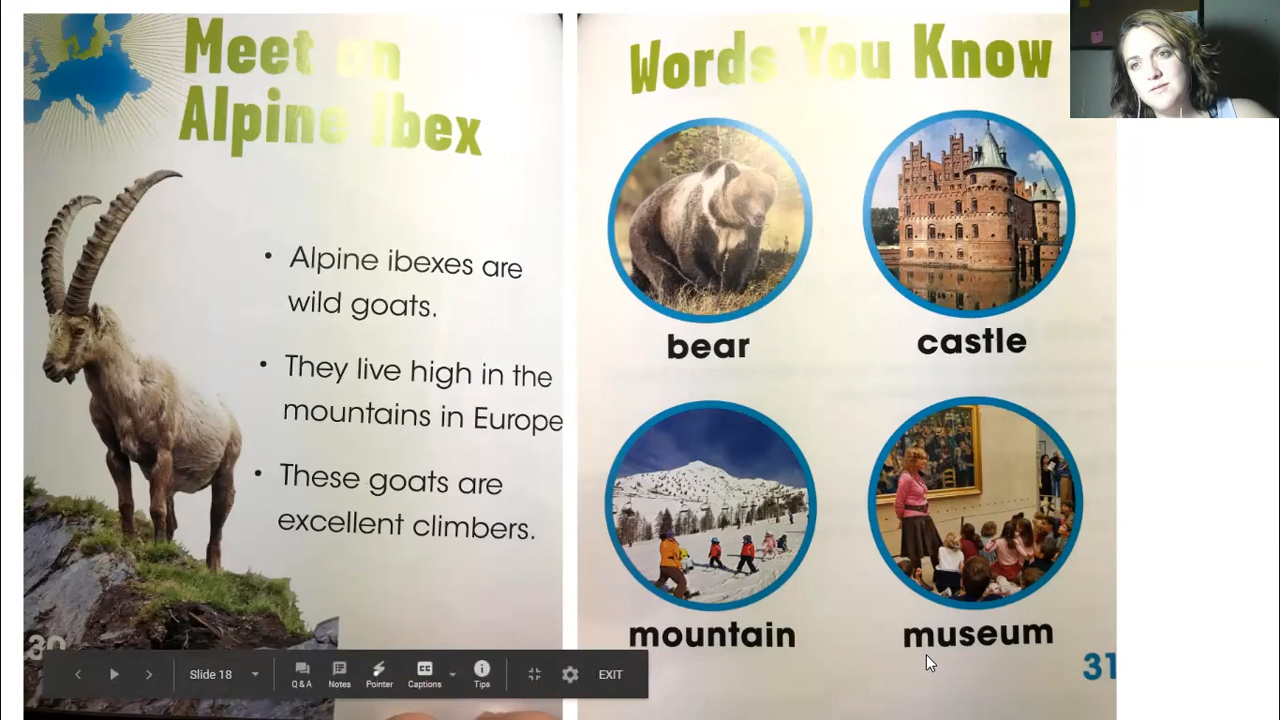 Meet an
Alpine Ibex
• Alpine ibexes are
wild goats.
• They live high in the
mountains in Europe
• These goats are
excellent climbers.
30
Words You Know
bear
castle
mountain
museum
31
Slide 18
Q & A
Notes
Pointer
CC
Captions
Tips
EXIT